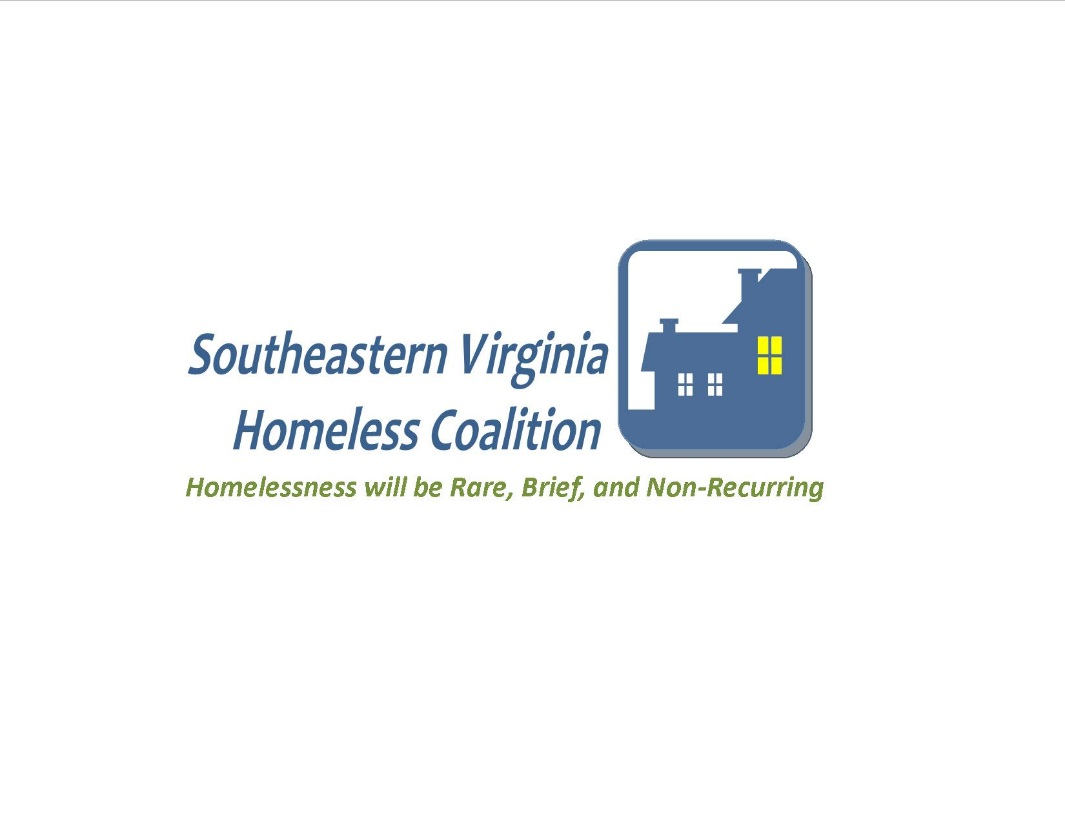 Southeastern Virginia
Homeless Coalition
Homelessness will be Rare, Brief, and Non-Recurring